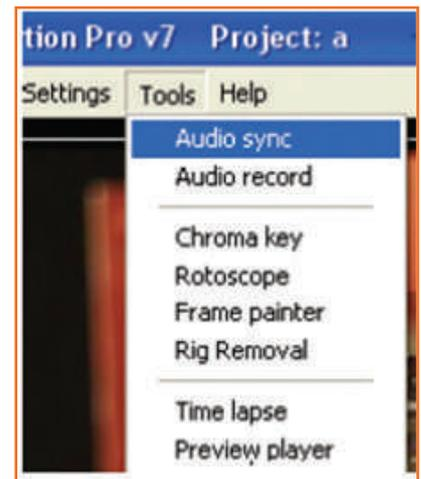 tion Pro v7 Project: a
Settings Tools Help
Audio sync
Audio record
Chroma key
Rotoscope
Frame painter
Rig Removal
Time lapse
Preview player